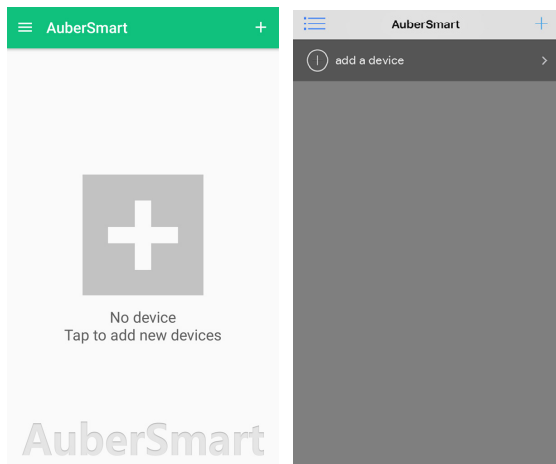 AuberSmart
No device
Tap to add new devices
AuberSmart
AuberSmart
add a device